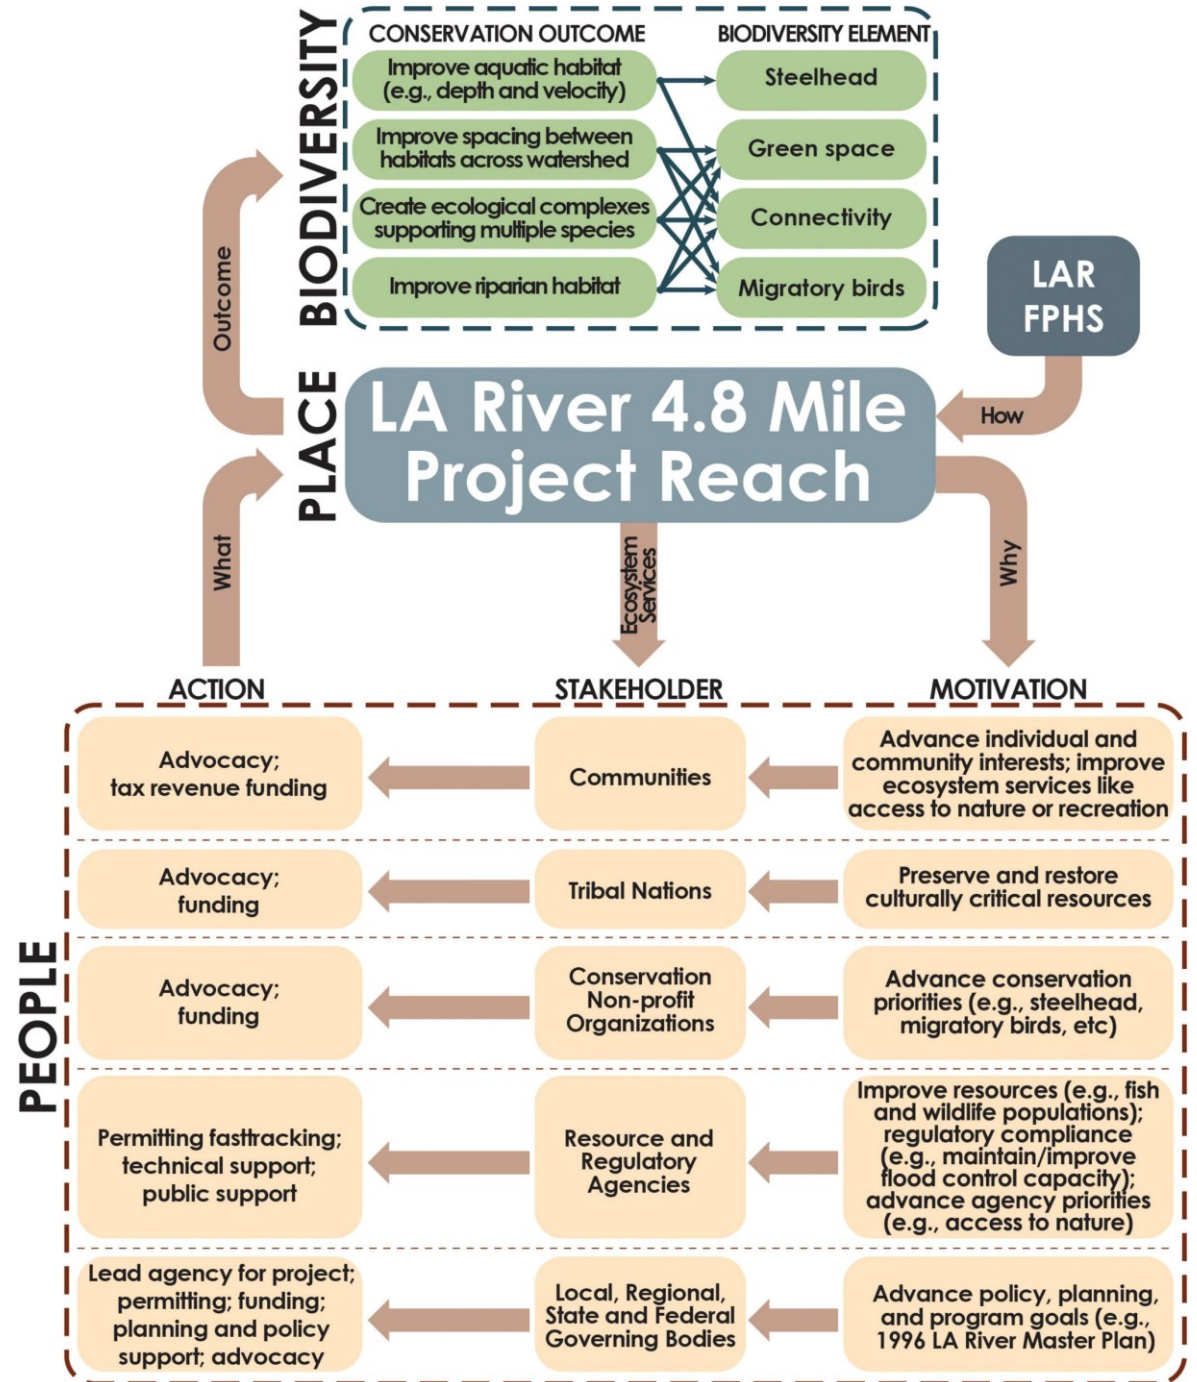 BIODIVERSITY
CONSERVATION OUTCOME
BIODIVERSITY ELEMENT
Improve aquatic habitat
(e.g., depth and velocity)
Steelhead
Improve spacing between
habitats across watershed
Green space
Create ecological complexes
supporting multiple species
Connectivity
Improve riparian habitat
Migratory birds
Outcome
LAR
FPHS
How
PLACE
LA River 4.8 Mile
Project Reach
What
Ecosystem
Services
Why
PEOPLE
ACTION
STAKEHOLDER
MOTIVATION
Advocacy;
tax revenue funding
Communities
Advance individual and
community interests; improve
ecosystem services like
access to nature or recreation
Advocacy;
funding
Tribal Nations
Preserve and restore
culturally critical resources
Advocacy;
funding
Conservation
Non-profit
Organizations
Advance conservation
priorities (e.g., steelhead,
migratory birds, etc)
Permitting fasttracking;
technical support;
public support
Resource and
Regulatory
Agencies
Improve resources (e.g., fish
and wildlife populations);
regulatory compliance
(e.g., maintain/improve
flood control capacity);
advance agency priorities
(e.g., access to nature)
Lead agency for project;
permitting; funding;
planning and policy
support; advocacy
Local, Regional,
State and Federal
Governing Bodies
Advance policy, planning,
and program goals (e.g.,
1996 LA River Master Plan)